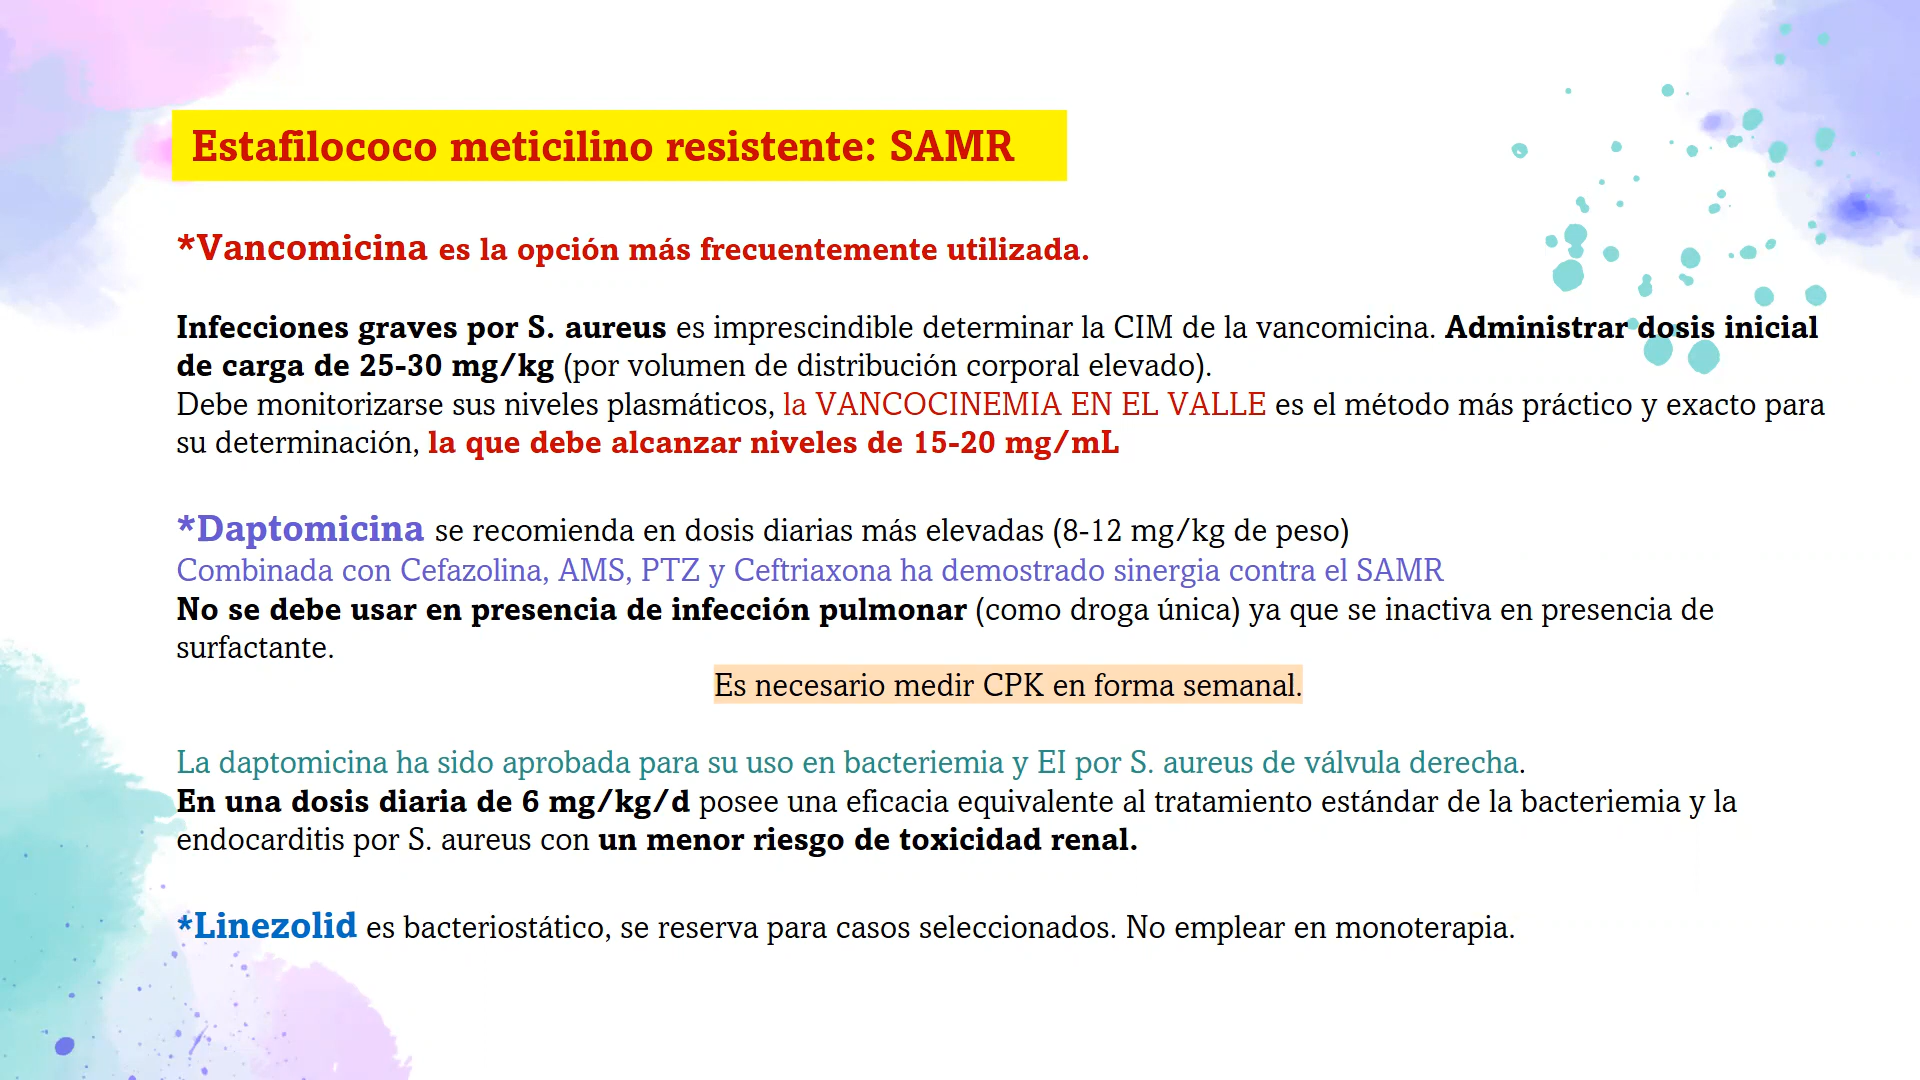 Estafilococo meticilino resistente: SAMR
*Vancomicina es la opción más frecuentemente utilizada.
Infecciones graves por S. aureus es imprescindible determinar la CIM de la vancomicina. Administrar dosis inicial
de carga de 25-30 mg/kg (por volumen de distribución corporal elevado).
Debe monitorizarse sus niveles plasmáticos, la VANCOCINEMIA EN EL VALLE es el método más práctico y exacto para
su determinación, la que debe alcanzar niveles de 15-20 mg/mL
*Daptomicina se recomienda en dosis diarias más elevadas (8-12 mg/kg de peso)
Combinada con Cefazolina, AMS, PTZ y Ceftriaxona ha demostrado sinergia contra el SAMR
No se debe usar en presencia de infección pulmonar (como droga única) ya que se inactiva en presencia de
surfactante.
Es necesario medir CPK en forma semanal.
La daptomicina ha sido aprobada para su uso en bacteriemia y EI por S. aureus de válvula derecha.
En una dosis diaria de 6 mg/kg/d posee una eficacia equivalente al tratamiento estándar de la bacteriemia y la
endocarditis por S. aureus con un menor riesgo de toxicidad renal.
*Linezolid es bacteriostático, se reserva para casos seleccionados. No emplear en monoterapia.